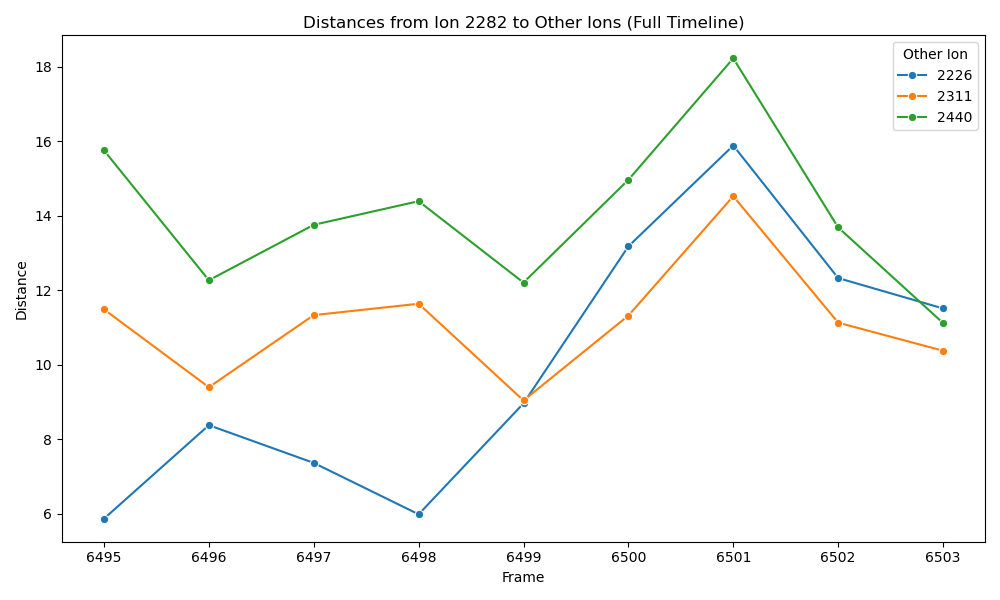 Distances from Ion 2282 to Other Ions (Full Timeline)
Other Ion
2226
2311
2440
18
16
14
12
10
8
6
Distance
6495 6496 6497 6498 6499 6500 6501 6502 6503
Frame